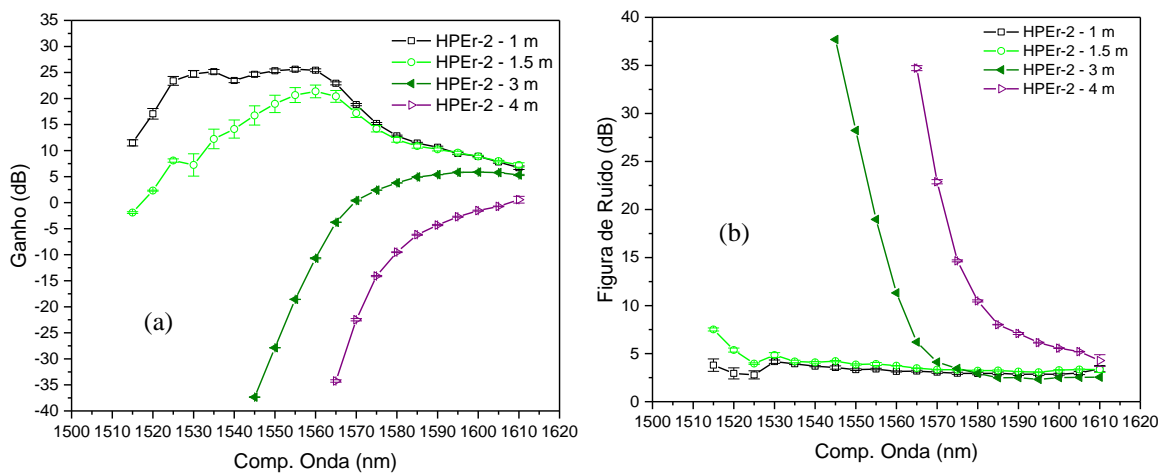 35
30
25
20
15
10
5
0
-5
-10
-15
-20
-25
-30
-35
-40
Ganho (dB)
HPEr-2 - 1 m
HPEr-2 - 1.5 m
HPEr-2 - 3 m
HPEr-2 - 4 m
(a)
1500 1510 1520 1530 1540 1550 1560 1570 1580 1590 1600 1610 1620
Comp. Onda (nm)
40
35
30
25
20
15
10
5
0
Figura de Ruído (dB)
HPEr-2 - 1 m
HPEr-2 - 1.5 m
HPEr-2 - 3 m
HPEr-2 - 4 m
(b)
1500 1510 1520 1530 1540 1550 1560 1570 1580 1590 1600 1610 1620
Comp. Onda (nm)